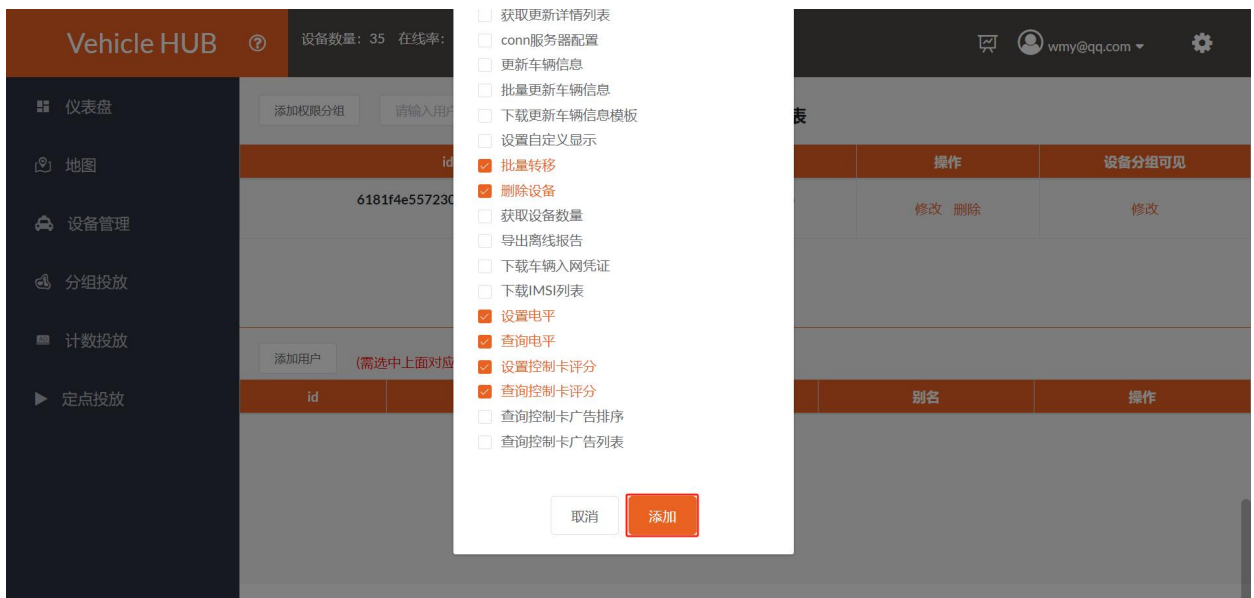 Vehicle HUB
设备数量: 35 在线率:
wmy@qq.com
仪表盘
地图
设备管理
分组投放
计数投放
定点投放
添加权限分组 请输入用户 表
id 操作 设备分组可见
6181f4e557230 修改 删除 修改
添加用户 (需选中上面对应
id 别名 操作
获取更新详情列表
conn服务器配置
更新车辆信息
批量更新车辆信息
下载更新车辆信息模板
设置自定义显示
批量转移
删除设备
获取设备数量
导出离线报告
下载车辆入网凭证
下载IMSI列表
设置电平
查询电平
设置控制卡评分
查询控制卡评分
查询控制卡广告排序
查询控制卡广告列表
取消 添加